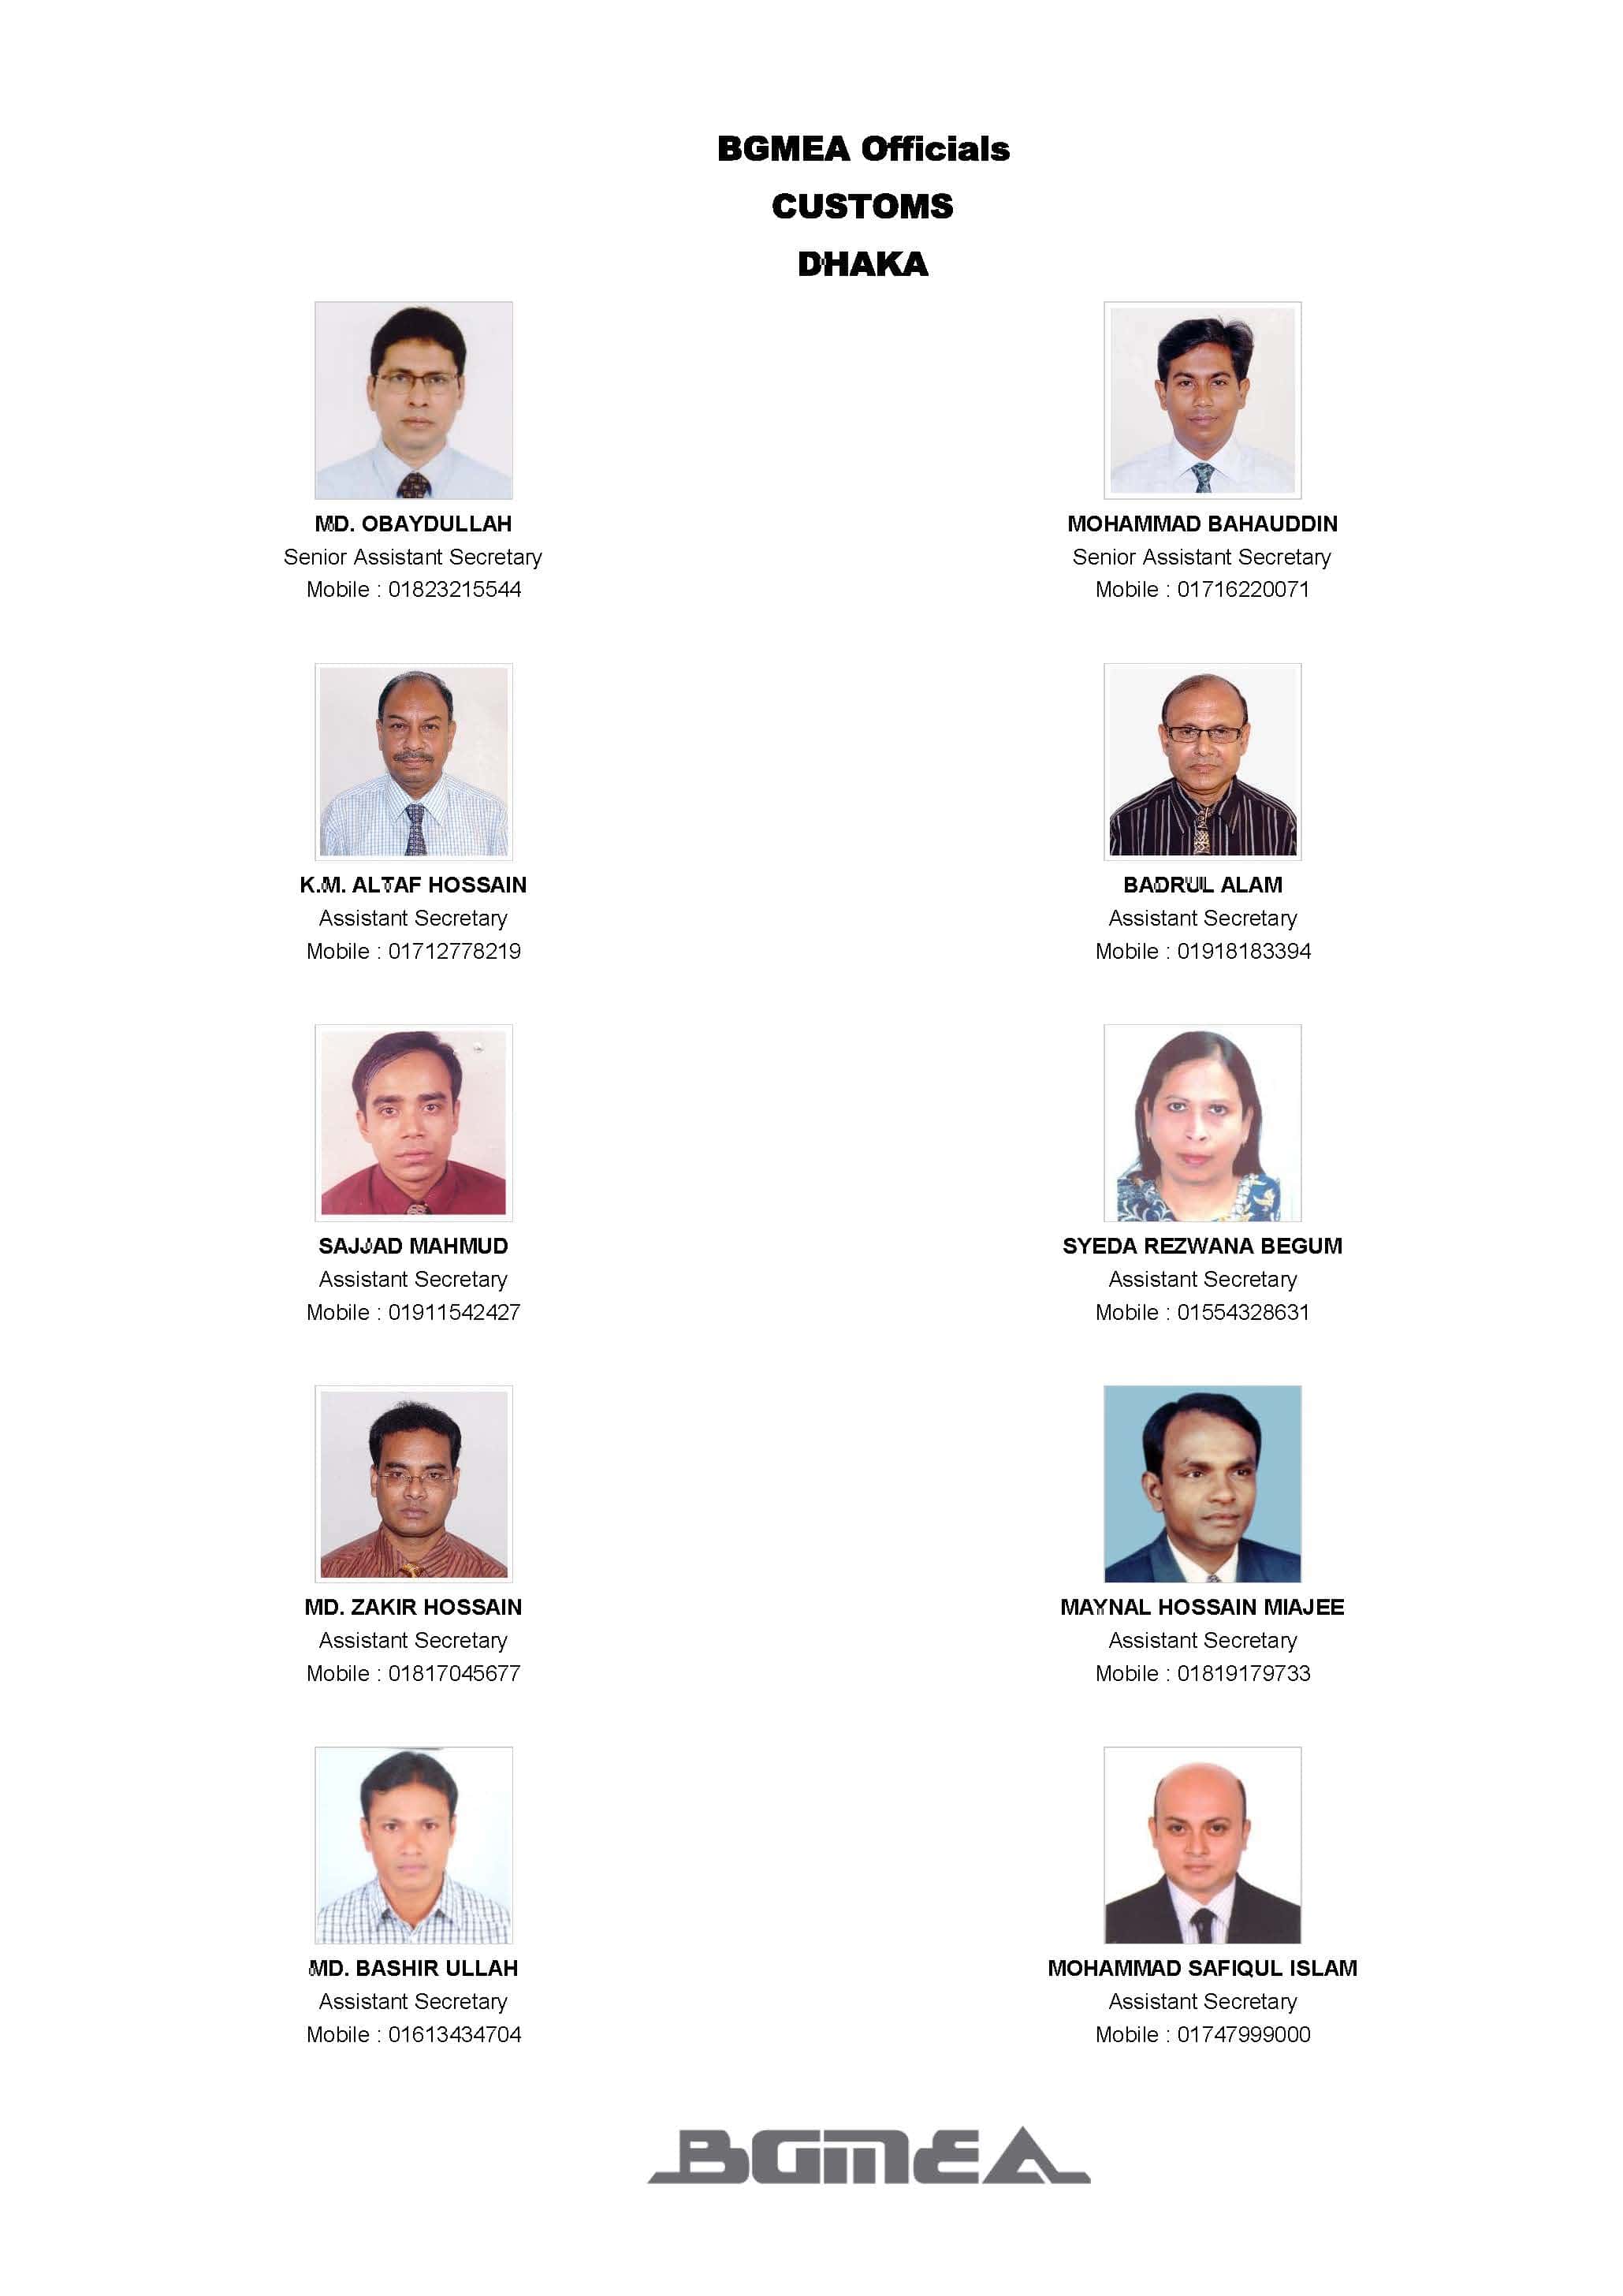 BGMEA Officials
CUSTOMS
DHAKA
MD. OBAYDULLAH
Senior Assistant Secretary
Mobile : 01823215544
MOHAMMAD BAHAUDDIN
Senior Assistant Secretary
Mobile : 01716220071
K.M. ALTAF HOSSAIN
Assistant Secretary
Mobile : 01712778219
BADRUL ALAM
Assistant Secretary
Mobile : 01918183394
SAJJAD MAHMUD
Assistant Secretary
Mobile : 01911542427
SYEDA REZWANA BEGUM
Assistant Secretary
Mobile : 01554328631
MD. ZAKIR HOSSAIN
Assistant Secretary
Mobile : 01817045677
MAYNAL HOSSAIN MIAJEE
Assistant Secretary
Mobile : 01819179733
MD. BASHIR ULLAH
Assistant Secretary
Mobile : 01613434704
MOHAMMAD SAFIQUL ISLAM
Assistant Secretary
Mobile : 01747999000
BGMEA